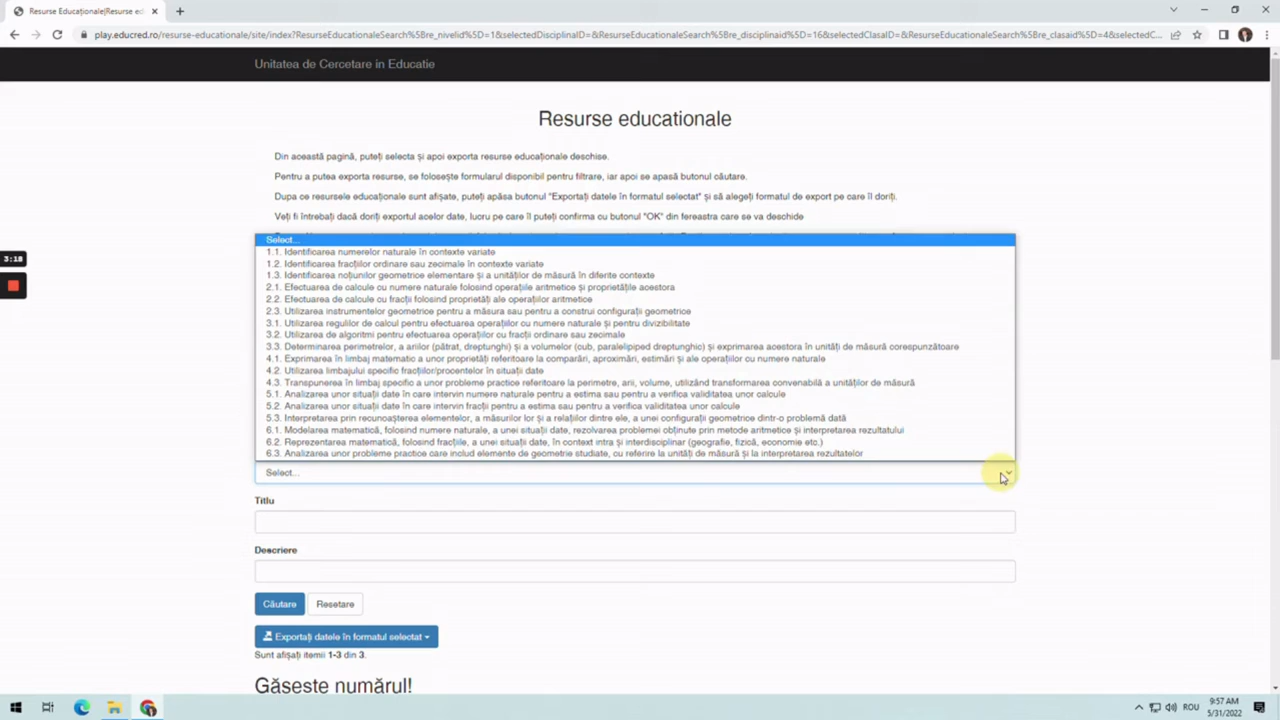 Resurse Educaționale|Resurse ed
play.educred.ro/resurse-educationale/site/index?ResurseEducationaleSearch%5Bre_nivelid%5D=1&selectedDisciplinaID=&ResurseEducationaleSearch%5Bre_disciplinaid%5D=16&selectedClasaID=&ResurseEducationaleSearch%5Bre_clasaid%5D=4&selectedC...
Unitatea de Cercetare in Educatie
Resurse educationale
Din această pagină, puteți selecta și apoi exporta resurse educaționale deschise.
Pentru a putea exporta resurse, se folosește formularul disponibil pentru filtrare, iar apoi se apasă butonul căutare.
Dupa ce resursele educaționale sunt afișate, puteți apăsa butonul "Exportați datele în formatul selectat" și să alegeți formatul de export pe care îl doriți.
Veți fi întrebați dacă doriți exportul acelor date, lucru pe care îl puteți confirma cu butonul "OK" din fereastra care se va deschide
3:18
Select...
1.1. Identificarea numerelor naturale în contexte variate
1.2. Identificarea fracțiilor ordinare sau zecimale în contexte variate
1.3. Identificarea noțiunilor geometrice elementare și a unităților de măsură în diferite contexte
2.1. Efectuarea de calcule cu numere naturale folosind operațiile aritmetice și proprietățile acestora
2.2. Efectuarea de calcule cu fracții folosind proprietăți ale operațiilor aritmetice
2.3. Utilizarea instrumentelor geometrice pentru a măsura sau pentru a construi configurații geometrice
3.1. Utilizarea regulilor de calcul pentru efectuarea operațiilor cu numere naturale și pentru divizibilitate
3.2. Utilizarea de algoritmi pentru efectuarea operațiilor cu fracții ordinare sau zecimale
3.3. Determinarea perimetrelor, a ariilor (pătrat, dreptunghi) și a volumelor (cub, paralelipiped dreptunghic) și exprimarea acestora în unități de măsură corespunzătoare
4.1. Exprimarea în limbaj matematic a unor proprietăți referitoare la comparări, aproximări, estimări și ale operațiilor cu numere naturale
4.2. Utilizarea limbajului specific fracțiilor/procentelor în situații date
4.3. Transpunerea în limbaj specific a unor probleme practice referitoare la perimetre, arii, volume, utilizând transformarea convenabilă a unităților de măsură
5.1. Analizarea unor situații date în care intervin numere naturale pentru a estima sau pentru a verifica validitatea unor calcule
5.2. Analizarea unor situații date în care intervin fracții pentru a estima sau pentru a verifica validitatea unor calcule
5.3. Interpretarea prin recunoașterea elementelor, a măsurilor lor și a relațiilor dintre ele, a unei configurații geometrice dintr-o problemă dată
6.1. Modelarea matematică, folosind numere naturale, a unei situații date, rezolvarea problemei obținute prin metode aritmetice și interpretarea rezultatului
6.2. Reprezentarea matematică, folosind fracțiile, a unei situații date, în context intra și interdisciplinar (geografie, fizică, economie etc.)
6.3. Analizarea unor probleme practice care includ elemente de geometrie studiate, cu referire la unități de măsură și la interpretarea rezultatelor
Select...
Titlu
Descriere
Căutare Resetare
Exportați datele în formatul selectat
Sunt afișați itemii 1-3 din 3.
Găseste numărul!
ROU
9:57 AM
5/31/2022